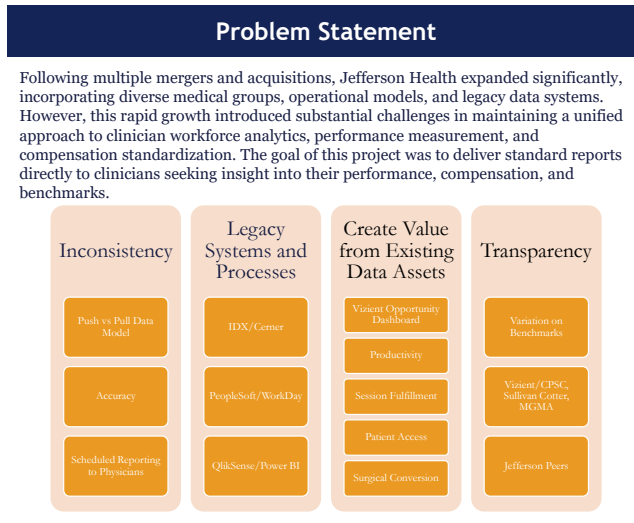 Problem Statement
Following multiple mergers and acquisitions, Jefferson Health expanded significantly,
incorporating diverse medical groups, operational models, and legacy data systems.
However, this rapid growth introduced substantial challenges in maintaining a unified
approach to clinician workforce analytics, performance measurement, and
compensation standardization. The goal of this project was to deliver standard reports
directly to clinicians seeking insight into their performance, compensation, and
benchmarks.
Inconsistency
Push vs Pull Data
Model
Accuracy
Scheduled Reporting
to Physicians
Legacy
Systems and
Processes
IDX/Cerner
PeopleSoft/WorkDay
QlikSense/Power BI
Create Value
from Existing
Data Assets
Vizient Opportunity
Dashboard
Productivity
Session Fulfillment
Patient Access
Surgical Conversion
Transparency
Variation on
Benchmarks
Vizient/CPSC,
Sullivan Cotter,
MGMA
Jefferson Peers